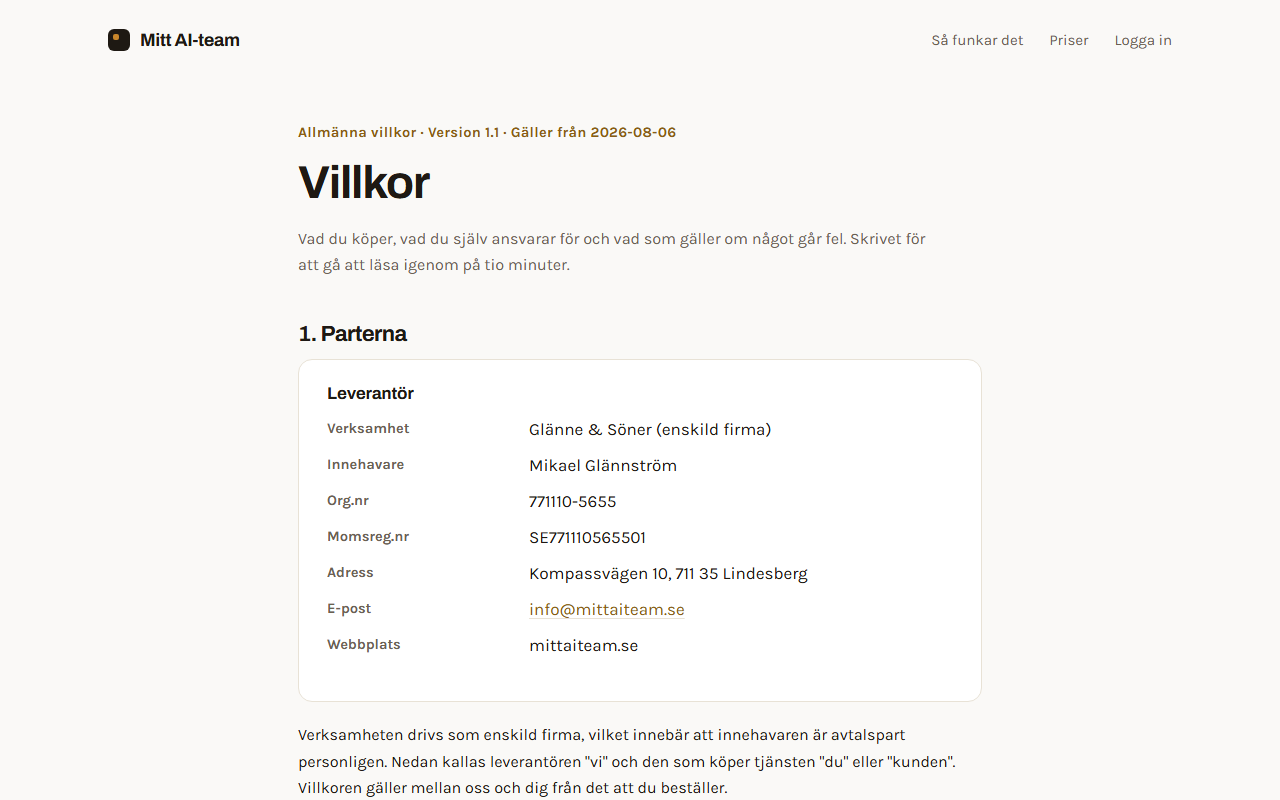 Mitt AI-team
Så funkar det
Priser
Logga in
Allmänna villkor · Version 1.1 · Gäller från 2026-08-06
Villkor
Vad du köper, vad du själv ansvarar för och vad som gäller om något går fel. Skrivet för
att gå att läsa igenom på tio minuter.
1. Parterna
Leverantör
Verksamhet Glänne & Söner (enskild firma)
Innehavare Mikael Glännström
Org.nr 771110-5655
Momsreg.nr SE771110565501
Adress Kompassvägen 10, 711 35 Lindesberg
E-post info@mittaiteam.se
Webbplats mittaiteam.se
Verksamheten drivs som enskild firma, vilket innebär att innehavaren är avtalspart
personligen. Nedan kallas leverantören "vi" och den som köper tjänsten "du" eller "kunden".
Villkoren gäller mellan oss och dig från det att du beställer.